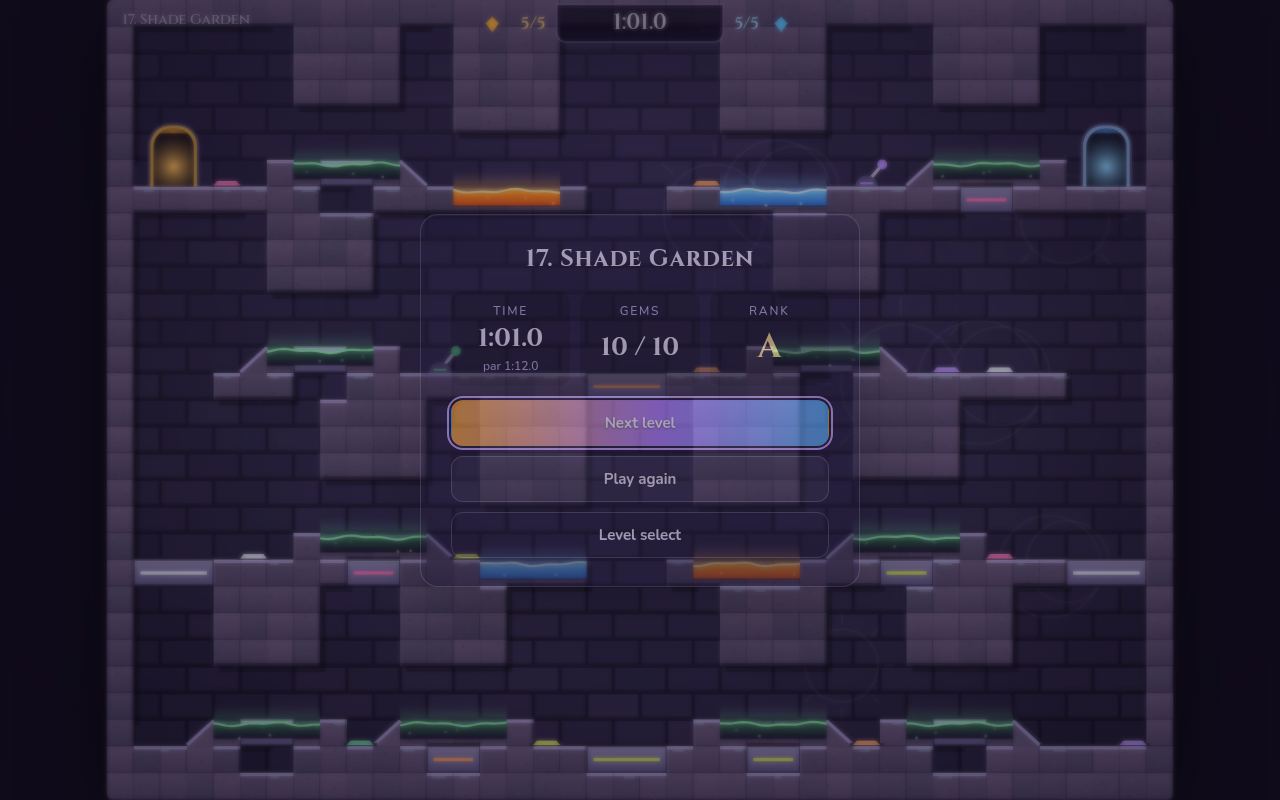 17. Shade Garden
5/5
1:01.0
5/5
17. Shade Garden
TIME
1:01.0
par 1:12.0
GEMS
10 / 10
RANK
A
Next level
Play again
Level select